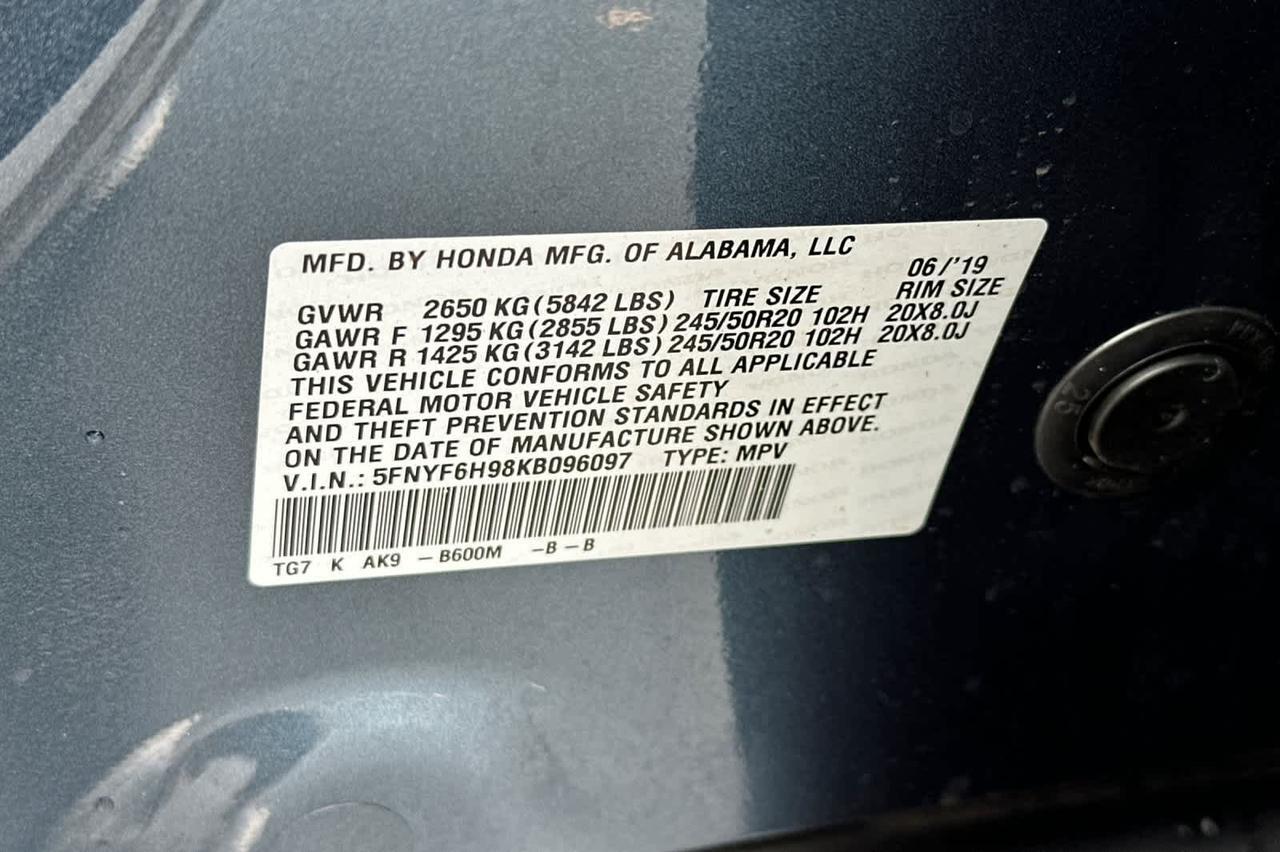 MFD. BY HONDA MFG. OF ALABAMA, LLC
06/'19
GVWR 2650 KG (5842 LBS) TIRE SIZE RIM SIZE
GAWR F 1295 KG (2855 LBS) 245/50R20 102H 20X8.0J
GAWR R 1425 KG (3142 LBS) 245/50R20 102H 20X8.0J
THIS VEHICLE CONFORMS TO ALL APPLICABLE
FEDERAL MOTOR VEHICLE SAFETY
AND THEFT PREVENTION STANDARDS IN EFFECT
ON THE DATE OF MANUFACTURE SHOWN ABOVE.
V.I.N.: 5FNYF6H98KB096097 TYPE: MPV
TG7 K AK9 – B600M –B – B
25